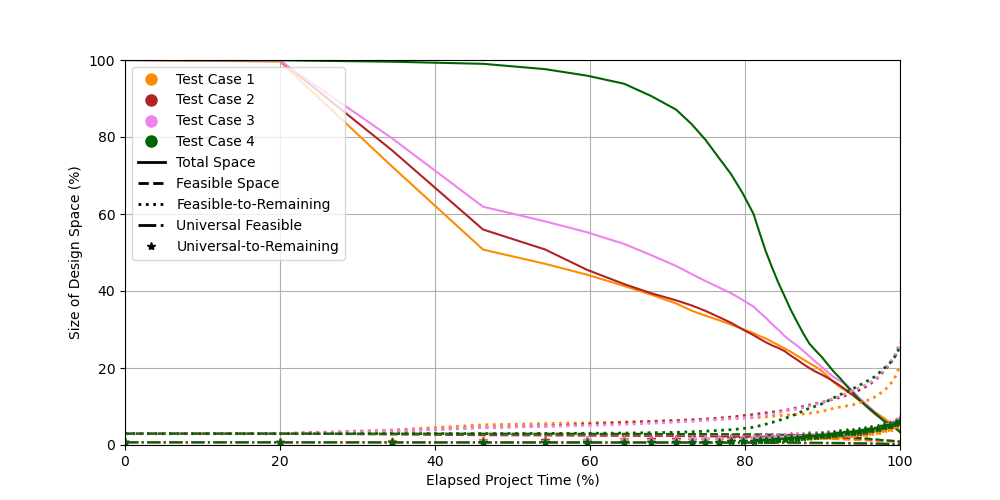 100
80
60
40
20
0
Size of Design Space (%)
Test Case 1
Test Case 2
Test Case 3
Test Case 4
Total Space
Feasible Space
Feasible-to-Remaining
Universal Feasible
Universal-to-Remaining
0 20 40 60 80 100
Elapsed Project Time (%)